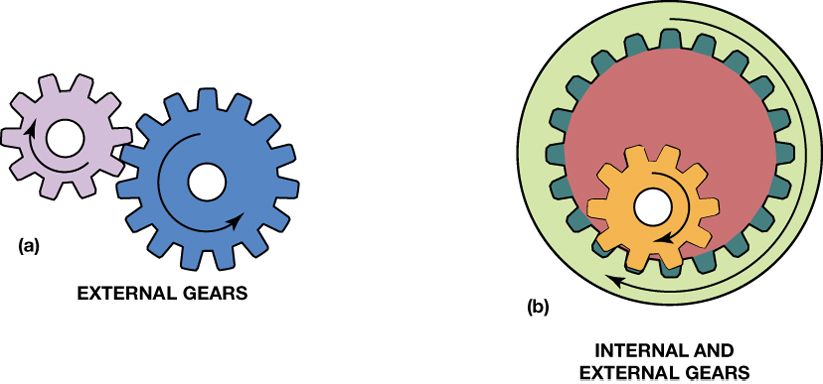 (a)
EXTERNAL GEARS
(b)
INTERNAL AND
EXTERNAL GEARS